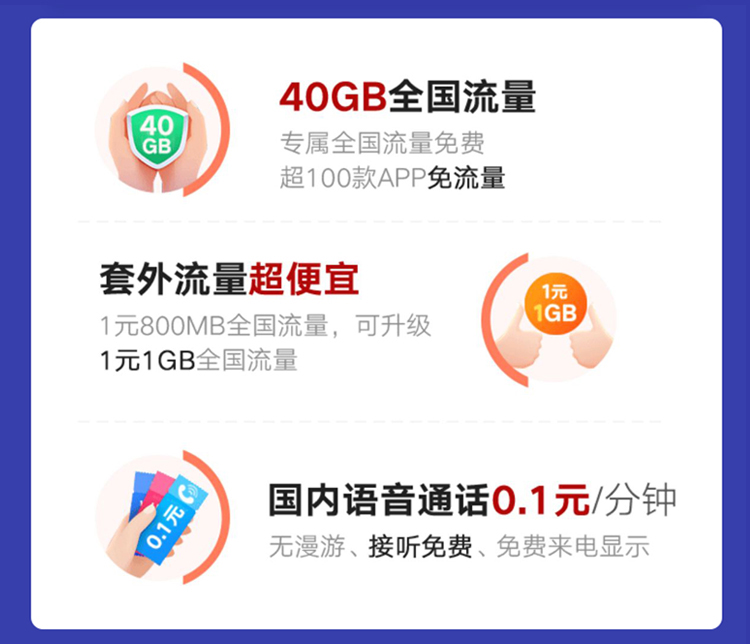 40
GB
40GB全国流量
专属全国流量免费
超100款APP免流量
套外流量超便宜
1元800MB全国流量，可升级
1元1GB全国流量
1元
1GB
0.1元
国内语音通话0.1元/分钟
无漫游、接听免费、免费来电显示